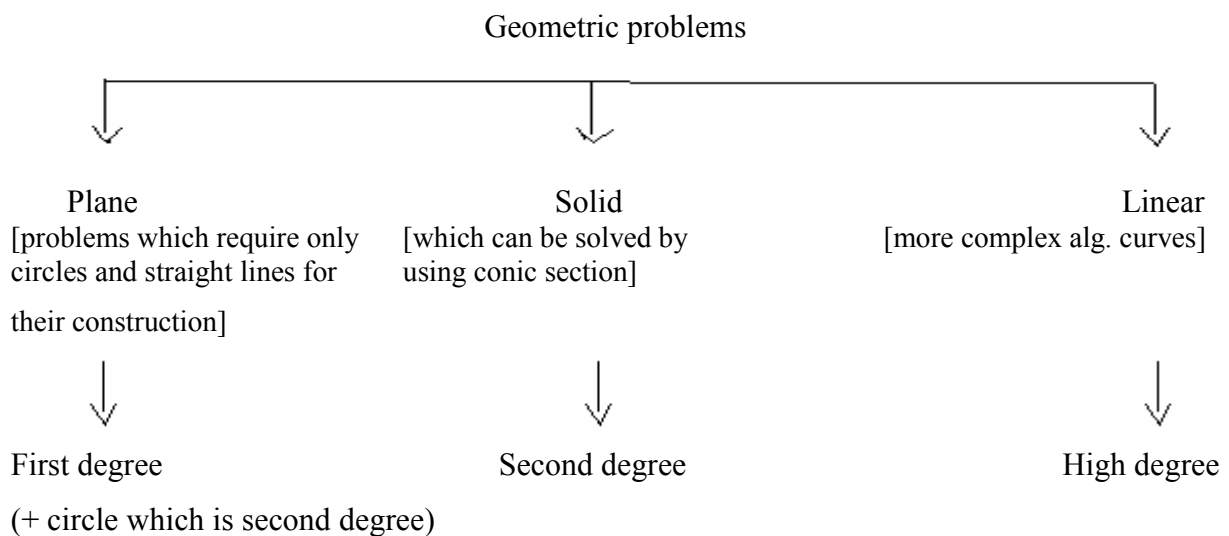 Geometric problems
Plane
[problems which require only
circles and straight lines for
their construction]
Solid
[which can be solved by
using conic section]
Linear
[more complex alg. curves]
First degree
(+ circle which is second degree)
Second degree
High degree